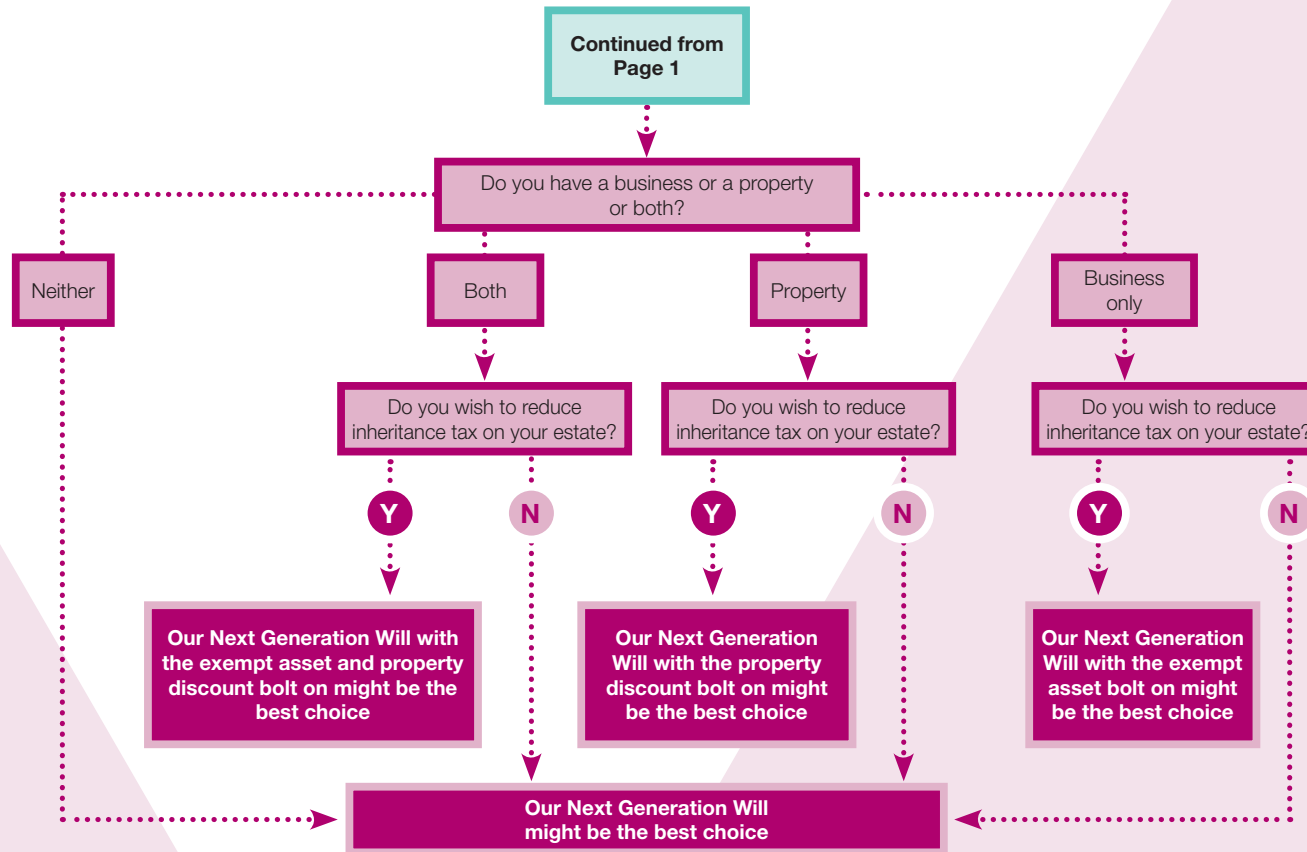 Continued from
Page 1
Do you have a business or a property
or both?
Neither
Both
Property
Business
only
Do you wish to reduce
inheritance tax on your estate?
Do you wish to reduce
inheritance tax on your estate?
Do you wish to reduce
inheritance tax on your estate?
Y
N
Y
N
Y
N
Our Next Generation Will with
the exempt asset and property
discount bolt on might be the
best choice
Our Next Generation
Will with the property
discount bolt on might
be the best choice
Our Next Generation
Will with the exempt
asset bolt on might
be the best choice
Our Next Generation Will
might be the best choice